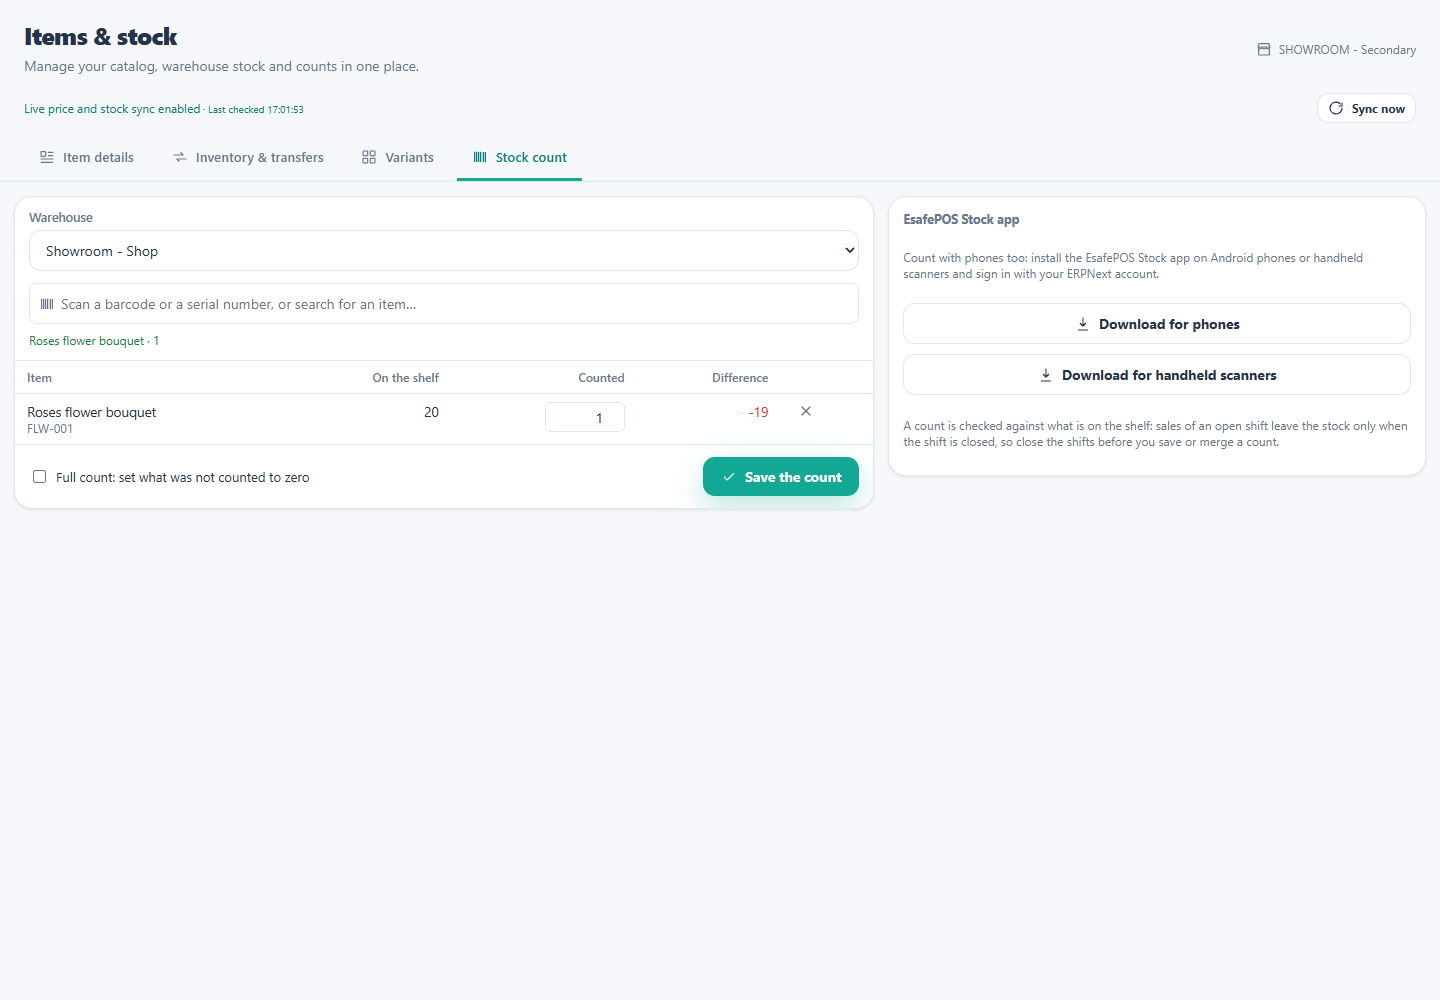 Items & stock
Manage your catalog, warehouse stock and counts in one place.
SHOWROOM - Secondary
Live price and stock sync enabled · Last checked 17:01:53
Sync now
Item details
Inventory & transfers
Variants
Stock count
Warehouse
Showroom - Shop
Scan a barcode or a serial number, or search for an item...
Roses flower bouquet · 1
Item On the shelf Counted Difference
Roses flower bouquet 20 1 -19
FLW-001
Full count: set what was not counted to zero
Save the count
EsafePOS Stock app
Count with phones too: install the EsafePOS Stock app on Android phones or handheld
scanners and sign in with your ERPNext account.
Download for phones
Download for handheld scanners
A count is checked against what is on the shelf: sales of an open shift leave the stock only when
the shift is closed, so close the shifts before you save or merge a count.